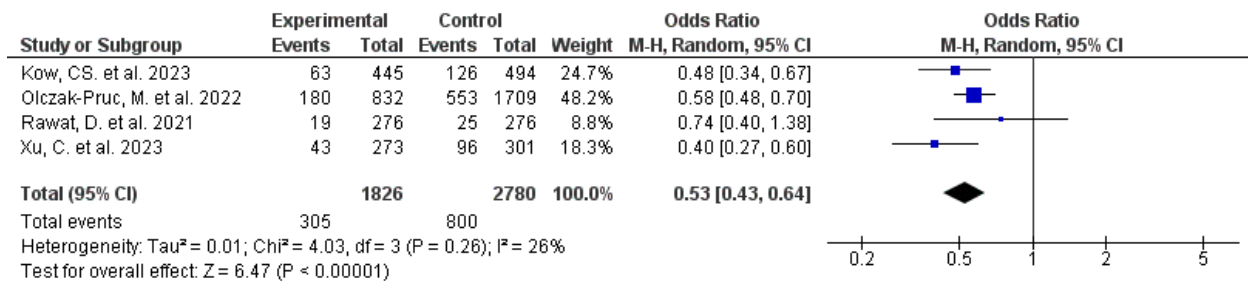 Experimental Control Odds Ratio Odds Ratio
Study or Subgroup Events Total Events Total Weight M-H, Random, 95% CI M-H, Random, 95% CI
Kow, CS. et al. 2023 63 445 126 494 24.7% 0.48 [0.34, 0.67]
Olczak-Pruc, M. et al. 2022 180 832 553 1709 48.2% 0.58 [0.48, 0.70]
Rawat, D. et al. 2021 19 276 25 276 8.8% 0.74 [0.40, 1.38]
Xu, C. et al. 2023 43 273 96 301 18.3% 0.40 [0.27, 0.60]
Total (95% CI) 1826 2780 100.0% 0.53 [0.43, 0.64]
Total events 305 800
Heterogeneity: Tau² = 0.01; Chi² = 4.03, df = 3 (P = 0.26); I² = 26%
Test for overall effect: Z = 6.47 (P < 0.00001)
0.2 0.5 1 2 5